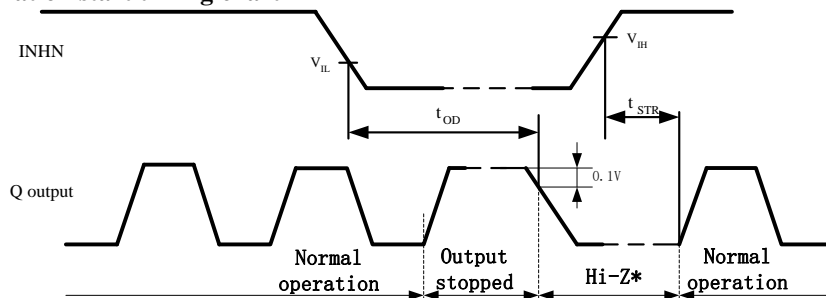 INHN
V_IL
V_IH
t_OD
t_STR
0.1V
Q output
Normal operation
Output stopped
Hi-Z*
Normal operation